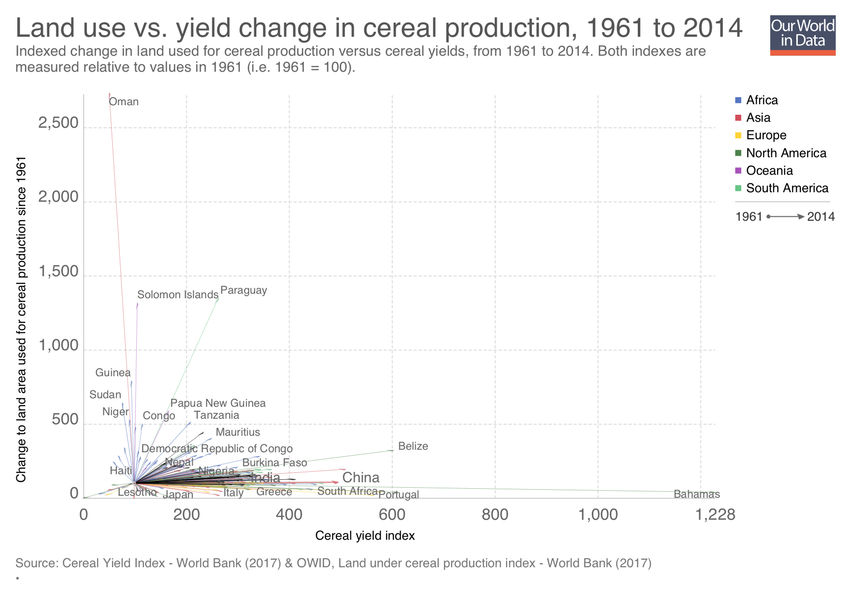 Land use vs. yield change in cereal production, 1961 to 2014
Our World
in Data
Indexed change in land used for cereal production versus cereal yields, from 1961 to 2014. Both indexes are
measured relative to values in 1961 (i.e. 1961 = 100).
Change to land area used for cereal production since 1961
2,500
2,000
1,500
1,000
500
0
Oman
Solomon Islands
Paraguay
Guinea
Sudan
Niger
Congo
Papua New Guinea
Tanzania
Mauritius
Democratic Republic of Congo
Belize
Haiti
Nepal
Nigeria
Burkina Faso
India
China
Lesotho
Japan
Italy
Greece
South Africa
Portugal
Bahamas
0
200
400
600
800
1,000
1,228
Cereal yield index
Africa
Asia
Europe
North America
Oceania
South America
1961
2014
Source: Cereal Yield Index - World Bank (2017) & OWID, Land under cereal production index - World Bank (2017)